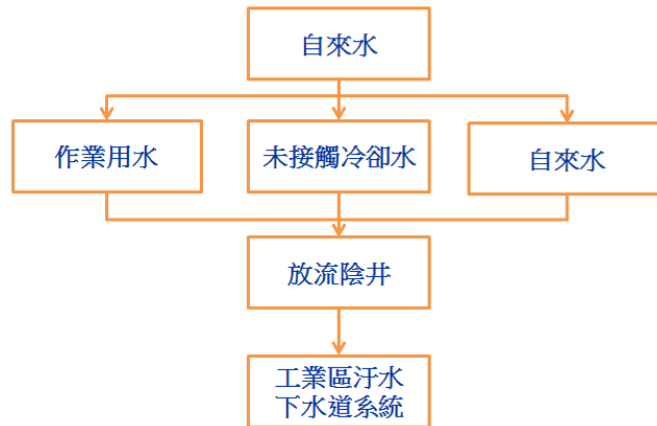 自來水
作業用水
未接觸冷卻水
自來水
放流陰井
工業區汙水
下水道系統